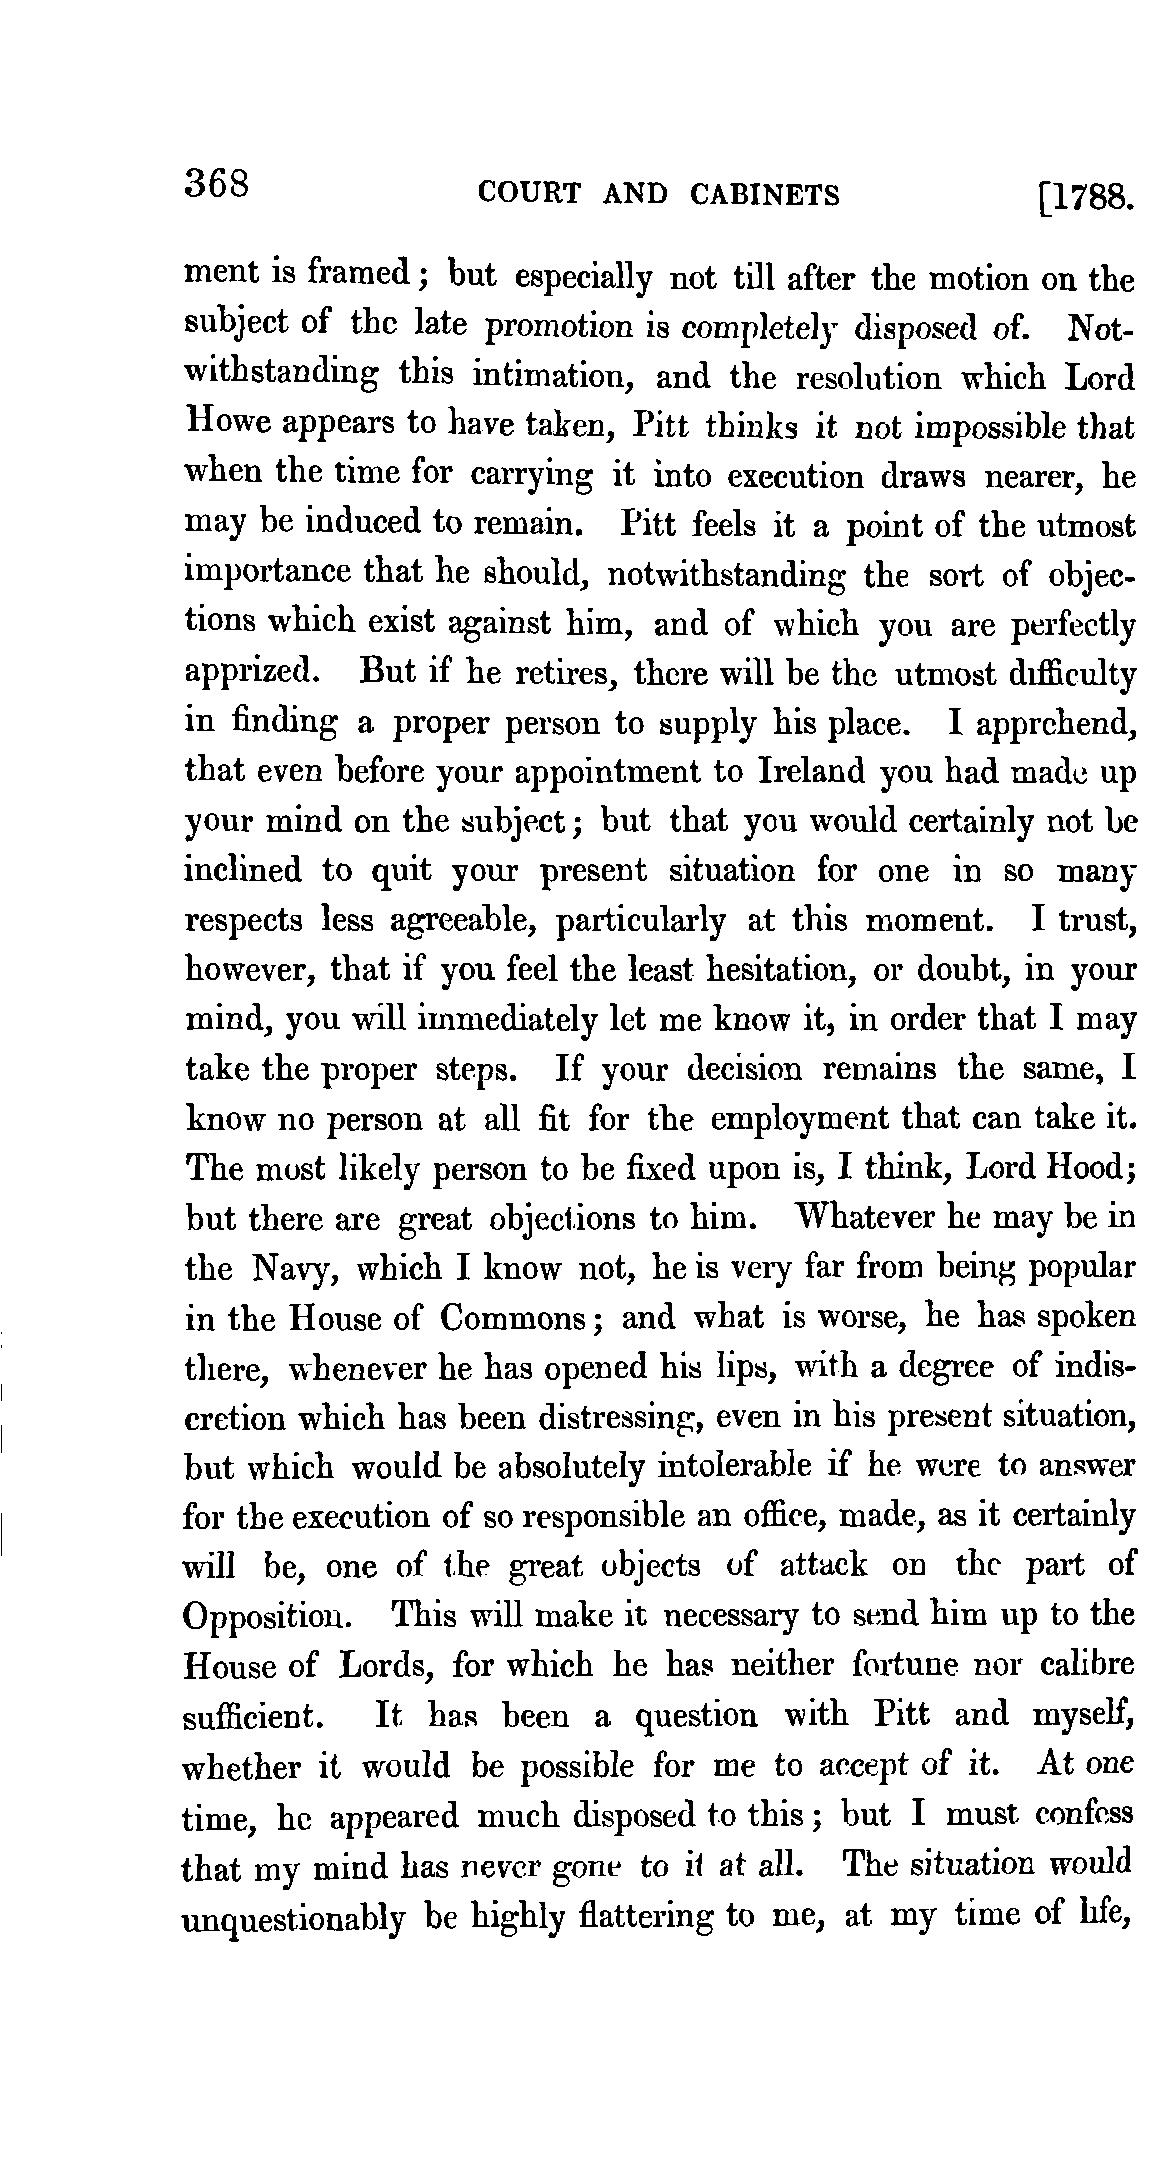 368 COURT AND CABINETS [1788.
ment is framed; but especially not till after the motion on the
subject of the late promotion is completely disposed of. Not-
withstanding this intimation, and the resolution which Lord
Howe appears to have taken, Pitt thinks it not impossible that
when the time for carrying it into execution draws nearer, he
may be induced to remain. Pitt feels it a point of the utmost
importance that he should, notwithstanding the sort of objec-
tions which exist against him, and of which you are perfectly
apprized. But if he retires, there will be the utmost difficulty
in finding a proper person to supply his place. I apprehend,
that even before your appointment to Ireland you had made up
your mind on the subject; but that you would certainly not be
inclined to quit your present situation for one in so many
respects less agreeable, particularly at this moment. I trust,
however, that if you feel the least hesitation, or doubt, in your
mind, you will immediately let me know it, in order that I may
take the proper steps. If your decision remains the same, I
know no person at all fit for the employment that can take it.
The most likely person to be fixed upon is, I think, Lord Hood;
but there are great objections to him. Whatever he may be in
the Navy, which I know not, he is very far from being popular
in the House of Commons; and what is worse, he has spoken
there, whenever he has opened his lips, with a degree of indis-
cretion which has been distressing, even in his present situation,
but which would be absolutely intolerable if he were to answer
for the execution of so responsible an office, made, as it certainly
will be, one of the great objects of attack on the part of
Opposition. This will make it necessary to send him up to the
House of Lords, for which he has neither fortune nor calibre
sufficient. It has been a question with Pitt and myself,
whether it would be possible for me to accept of it. At one
time, he appeared much disposed to this; but I must confess
that my mind has never gone to it at all. The situation would
unquestionably be highly flattering to me, at my time of life,